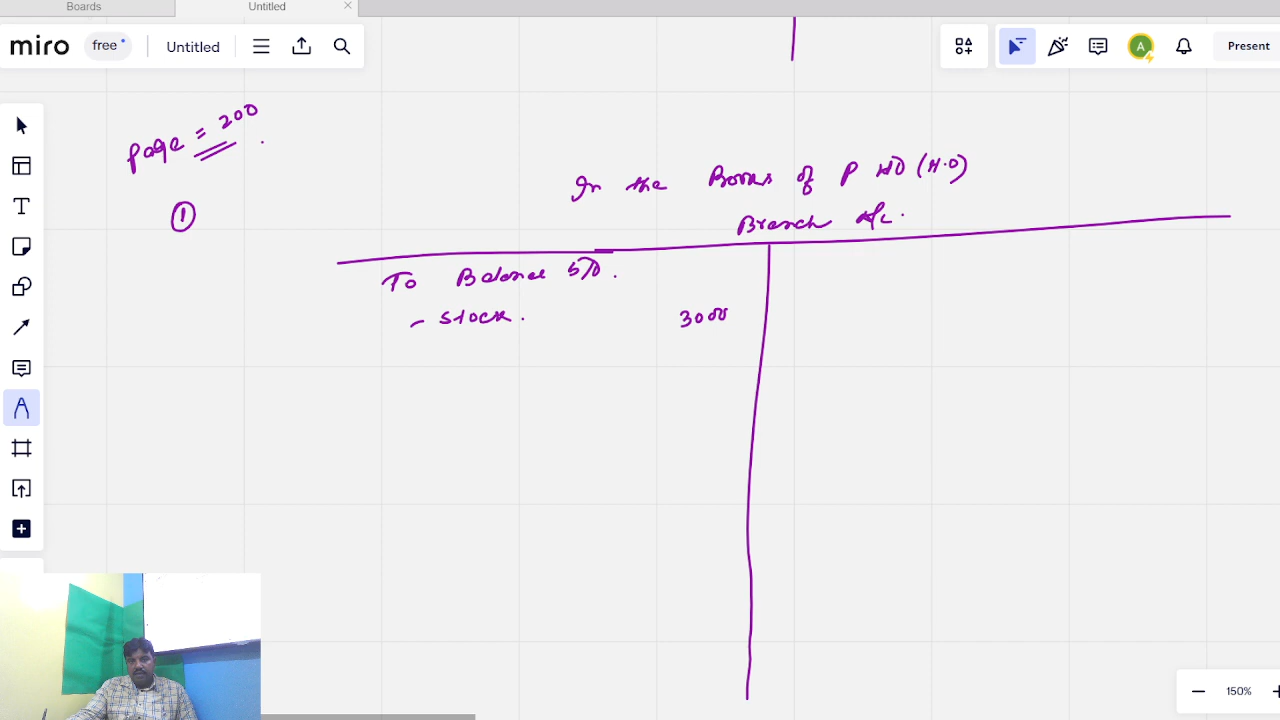 Boards
Untitled
miro
free
Untitled
A
Present
Page = 200
①
In the Books of P HO (H.O)
Branch A/c.
To Balance b/D.
- Stock.
3000
150%